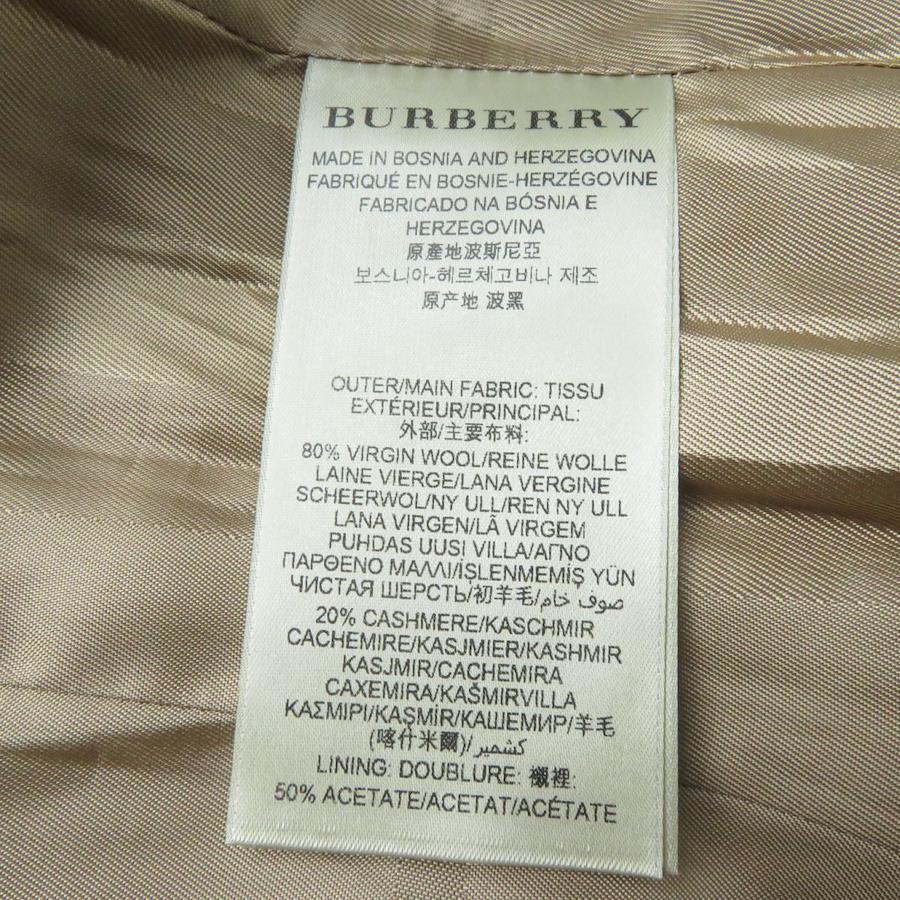 BURBERRY
MADE IN BOSNIA AND HERZEGOVINA
FABRIQUÉ EN BOSNIE-HERZÉGOVINE
FABRICADO NA BÓSNIA E
HERZEGOVINA
原產地波斯尼亞
보스니아-헤르체고비나 제조
原产地 波黑
OUTER/MAIN FABRIC: TISSU
EXTÉRIEUR/PRINCIPAL:
外部/主要布料:
80% VIRGIN WOOL/REINE WOLLE
LAINE VIERGE/LANA VERGINE
SCHEERWOL/NY ULL/REN NY ULL
LANA VIRGEN/LÃ VIRGEM
PUHDAS UUSI VILLA/ΑΓΝΟ
ΠΑΡΘΕΝΟ ΜΑΛΛΙ/İŞLENMEMİŞ YÜN
ЧИСТАЯ ШЕРСТЬ/初羊毛/صوف خام
20% CASHMERE/KASCHMIR
CACHEMIRE/KASJMIER/KASHMIR
KASJMIR/CACHEMIRA
CAXEMIRA/KAŠMIRVILLA
ΚΑΣΜΙΡΙ/KAŞMİR/КАШЕМИР/羊毛
(喀什米爾)/كشمير
LINING: DOUBLURE: 襯裡:
50% ACETATE/ACETAT/ACÉTATE